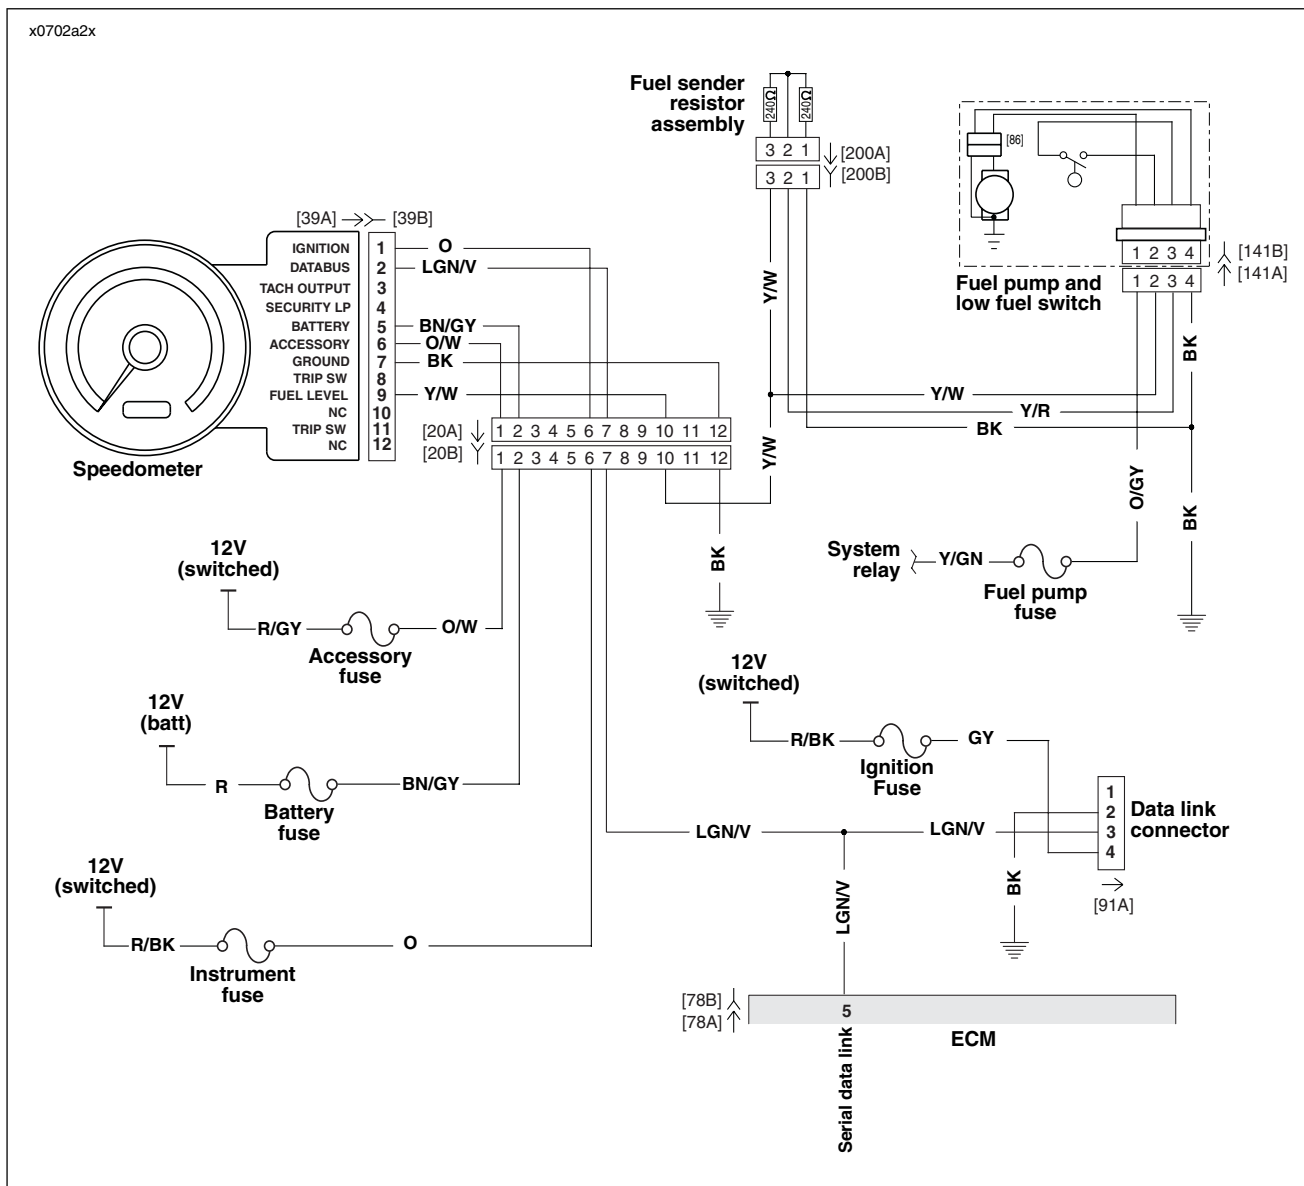 x0702a2x
Fuel sender
resistor
assembly
240Ω
240Ω
3 2 1
[200A]
3 2 1
[200B]
[86]
1 2 3 4
[141B]
1 2 3 4
[141A]
Fuel pump and
low fuel switch
[39A]
[39B]
IGNITION 1 O
DATABUS 2 LGN/V
TACH OUTPUT 3
SECURITY LP 4
BATTERY 5 BN/GY
ACCESSORY 6 O/W
GROUND 7 BK
TRIP SW 8
FUEL LEVEL 9 Y/W
NC 10
TRIP SW 11
NC 12
Speedometer
Y/W
BK
Y/W
Y/R
BK
[20A] 1 2 3 4 5 6 7 8 9 10 11 12
[20B] 1 2 3 4 5 6 7 8 9 10 11 12
Y/W
O/GY
BK
BK
System
relay
Y/GN
Fuel pump
fuse
12V
(switched)
R/GY
O/W
Accessory
fuse
12V
(switched)
R/BK
GY
Ignition
Fuse
12V
(batt)
R
BN/GY
Battery
fuse
1
2
3
4
Data link
connector
[91A]
LGN/V
LGN/V
LGN/V
BK
12V
(switched)
R/BK
O
Instrument
fuse
[78B]
[78A]
5
ECM
Serial data link